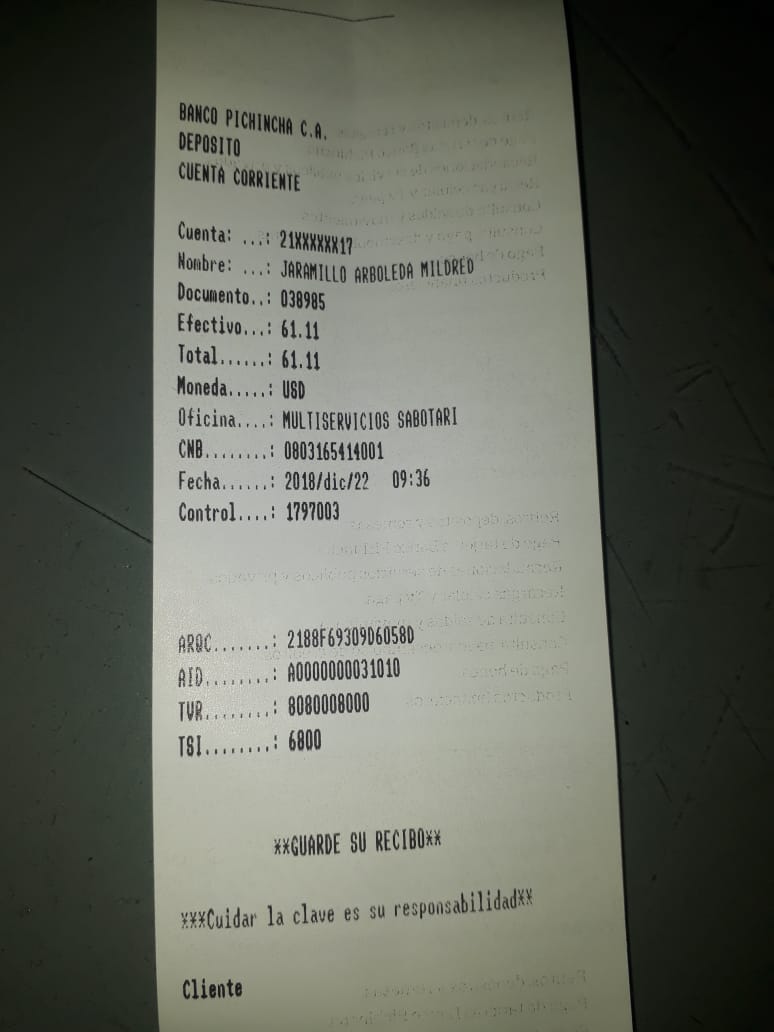 BANCO PICHINCHA C.A.
DEPOSITO
CUENTA CORRIENTE
Cuenta: ...: 21XXXXXX17
Nombre: ...: JARAMILLO ARBOLEDA MILDRED
Documento..: 038985
Efectivo...: 61.11
Total......: 61.11
Moneda.....: USD
Oficina....: MULTISERVICIOS SABOTARI
CNB........: 0803165414001
Fecha......: 2018/dic/22 09:36
Control....: 1797003
ARQC.......: 2188F69309D6058D
AID........: A0000000031010
TVR........: 8080008000
TSI........: 6800
**GUARDE SU RECIBO**
***Cuidar la clave es su responsabilidad**
Cliente